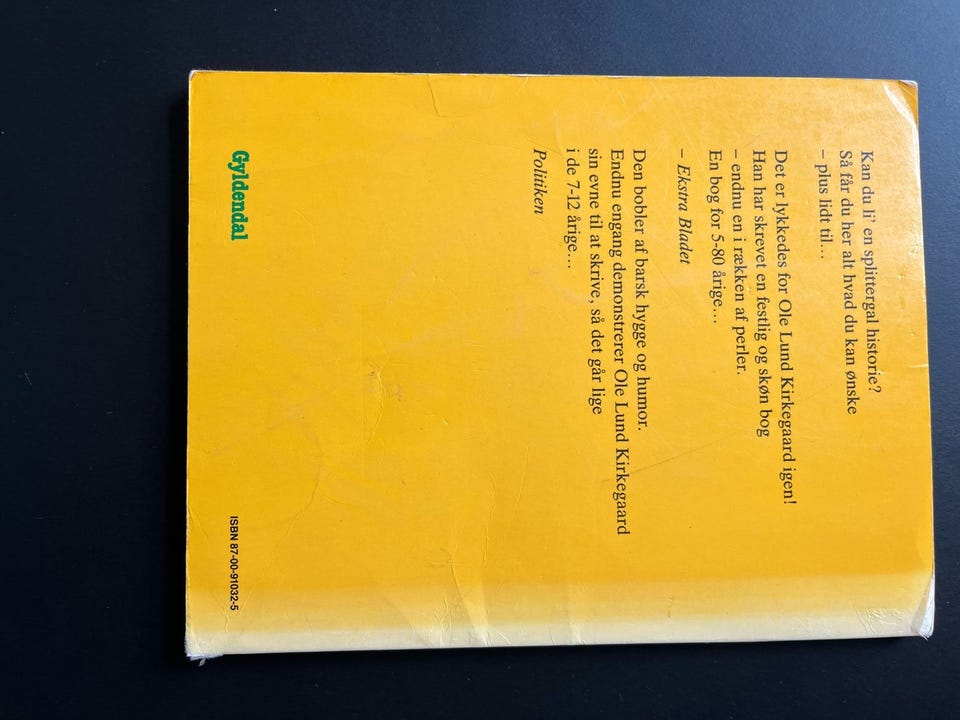 Kan du li' en splittergal historie?
Så får du her alt hvad du kan ønske
– plus lidt til...
Det er lykkedes for Ole Lund Kirkegaard igen!
Han har skrevet en festlig og skøn bog
– endnu en i rækken af perler.
En bog for 5-80 årige...
– Ekstra Bladet
Den bobler af barsk hygge og humor.
Endnu engang demonstrerer Ole Lund Kirkegaard
sin evne til at skrive, så det går lige
i de 7-12 årige...
Politiken
Gyldendal
ISBN 87-00-91032-5